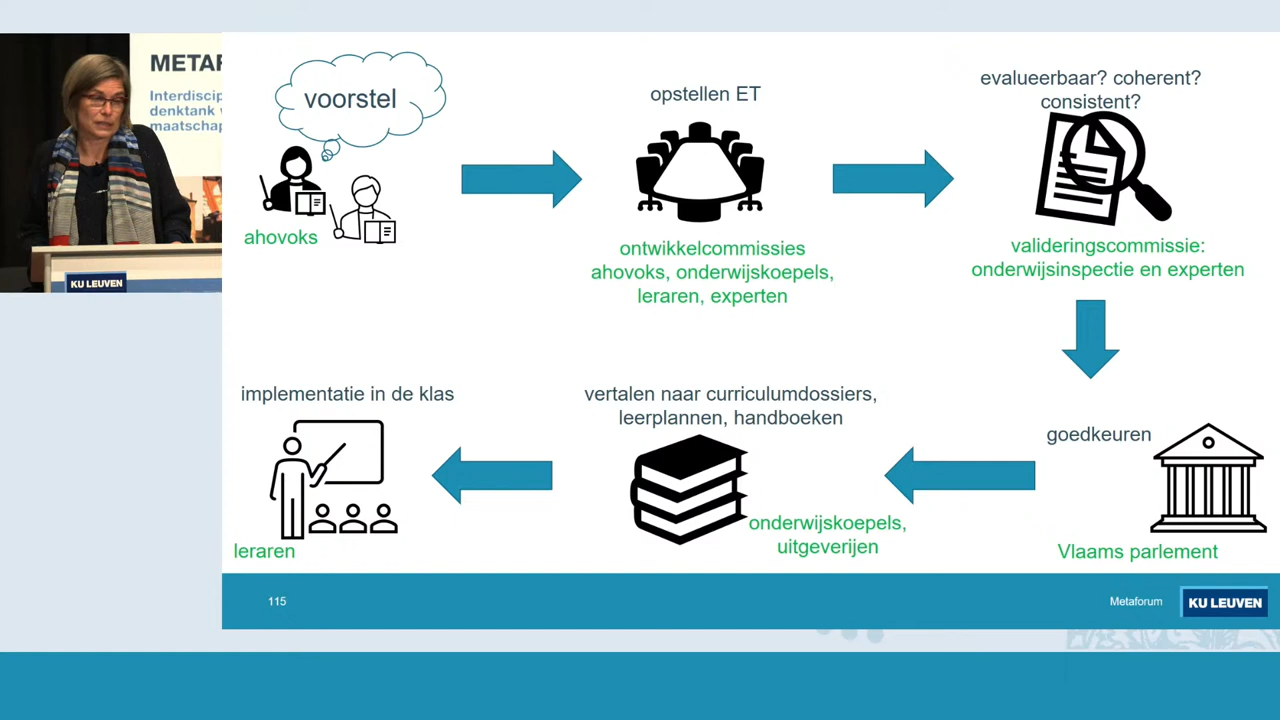 METAF
Interdiscip
denktank v
maatschap
KU LEUVEN
voorstel
ahovoks
opstellen ET
ontwikkelcommissies
ahovoks, onderwijskoepels,
leraren, experten
evalueerbaar? coherent?
consistent?
valideringscommissie:
onderwijsinspectie en experten
implementatie in de klas
leraren
vertalen naar curriculumdossiers,
leerplannen, handboeken
onderwijskoepels,
uitgeverijen
goedkeuren
Vlaams parlement
115
Metaforum
KU LEUVEN